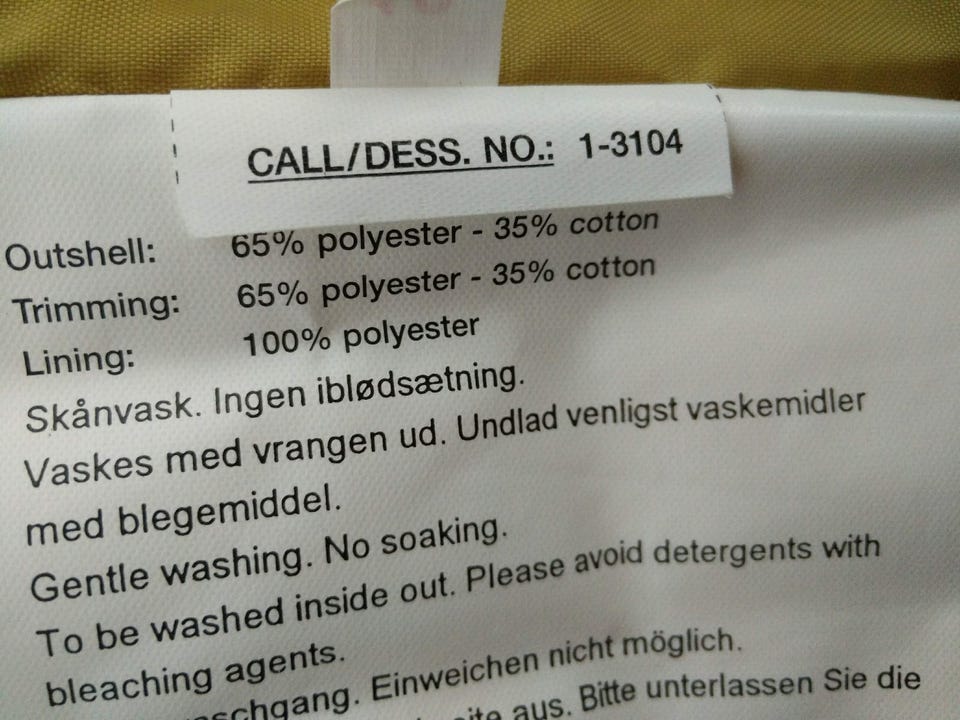 CALL/DESS. NO.: 1-3104
Outshell: 65% polyester - 35% cotton
Trimming: 65% polyester - 35% cotton
Lining: 100% polyester
Skånvask. Ingen iblødsætning.
Vaskes med vrangen ud. Undlad venligst vaskemidler
med blegemiddel.
Gentle washing. No soaking.
To be washed inside out. Please avoid detergents with
bleaching agents.
Einweichen nicht möglich.
aus. Bitte unterlassen Sie die